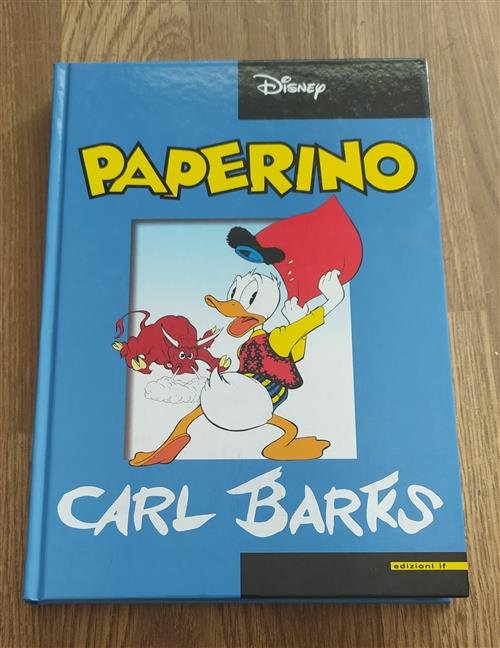 Disney
PAPERINO
CARL BARKS
edizioni if